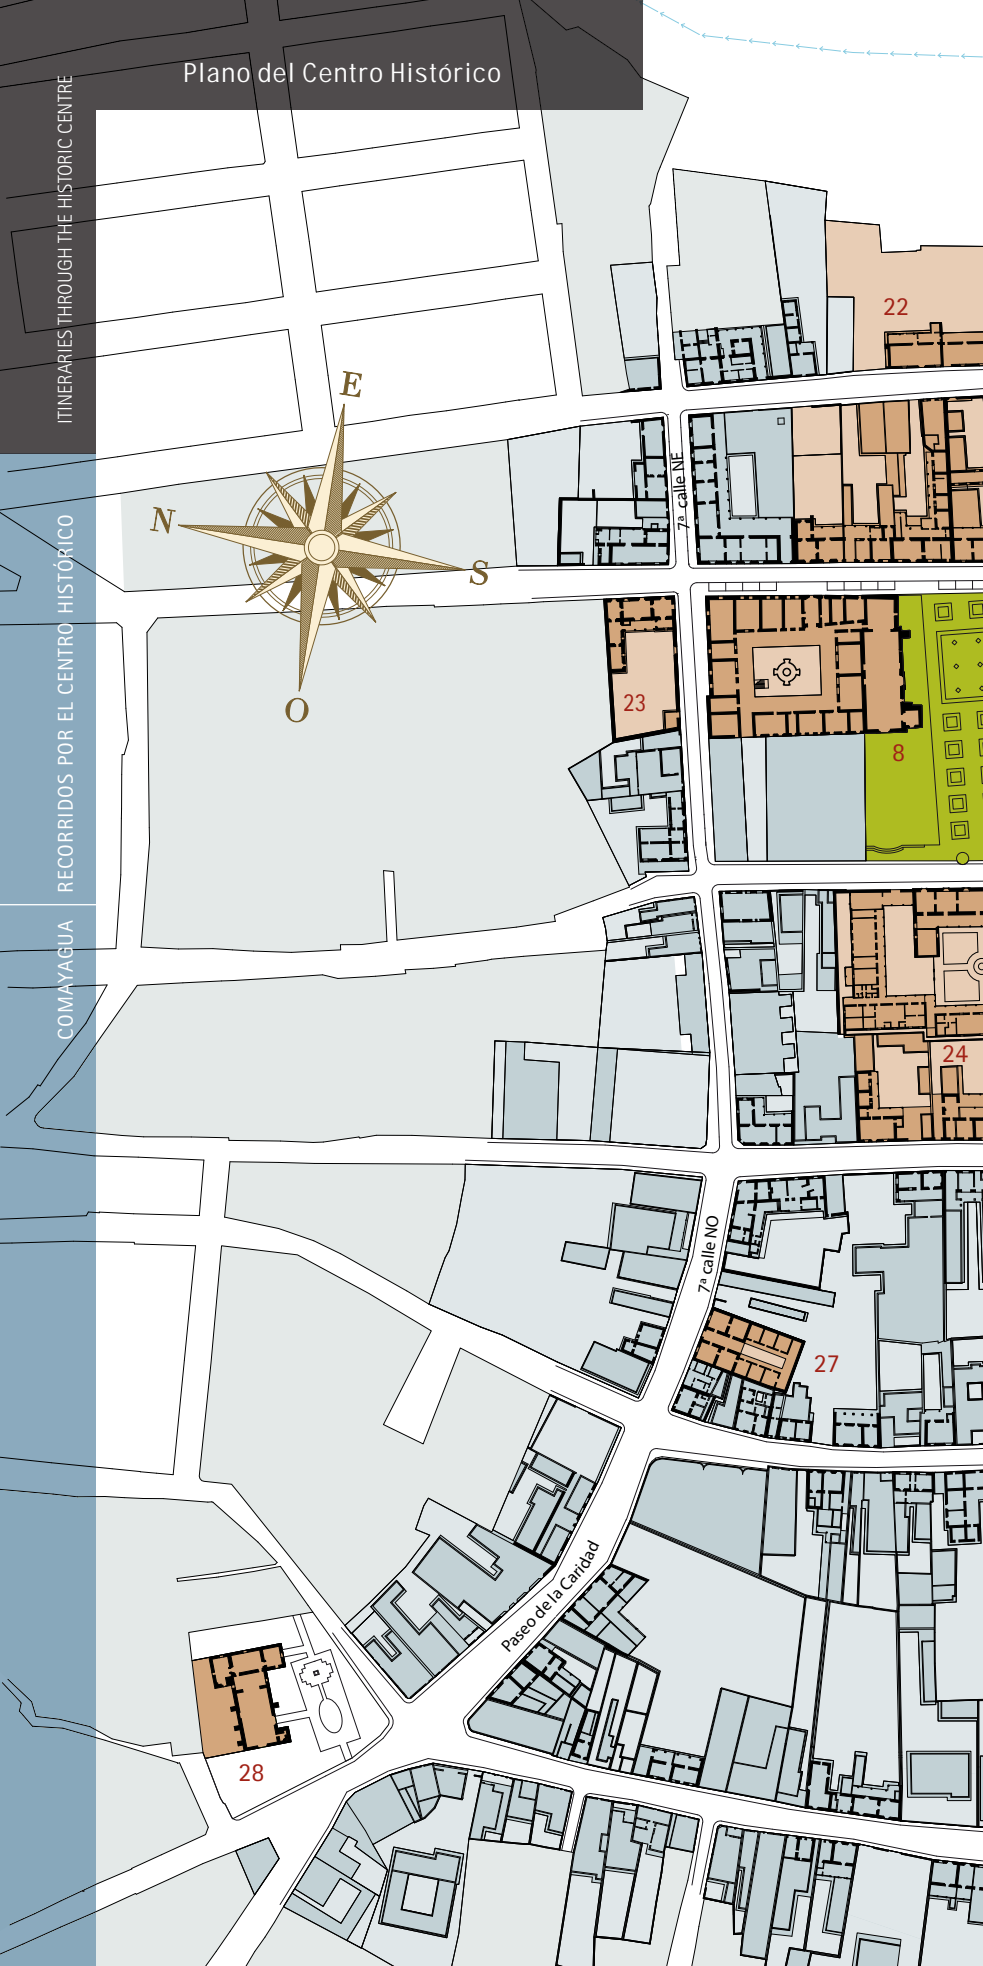 Plano del Centro Histórico
ITINERARIES THROUGH THE HISTORIC CENTRE
RECORRIDOS POR EL CENTRO HISTÓRICO
COMAYAGUA
22
E
N
S
O
7ª calle NE
23
8
24
7ª calle NO
27
Paseo de la Caridad
28